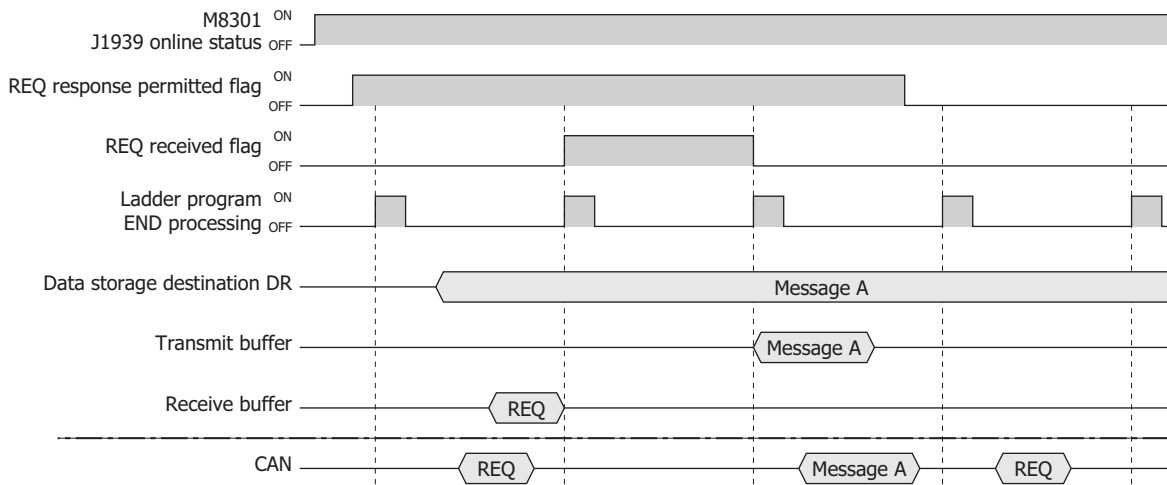 M8301 ON
J1939 online status OFF
REQ response permitted flag ON
OFF
REQ received flag ON
OFF
Ladder program ON
END processing OFF
Data storage destination DR Message A
Transmit buffer Message A
Receive buffer REQ
CAN REQ Message A REQ